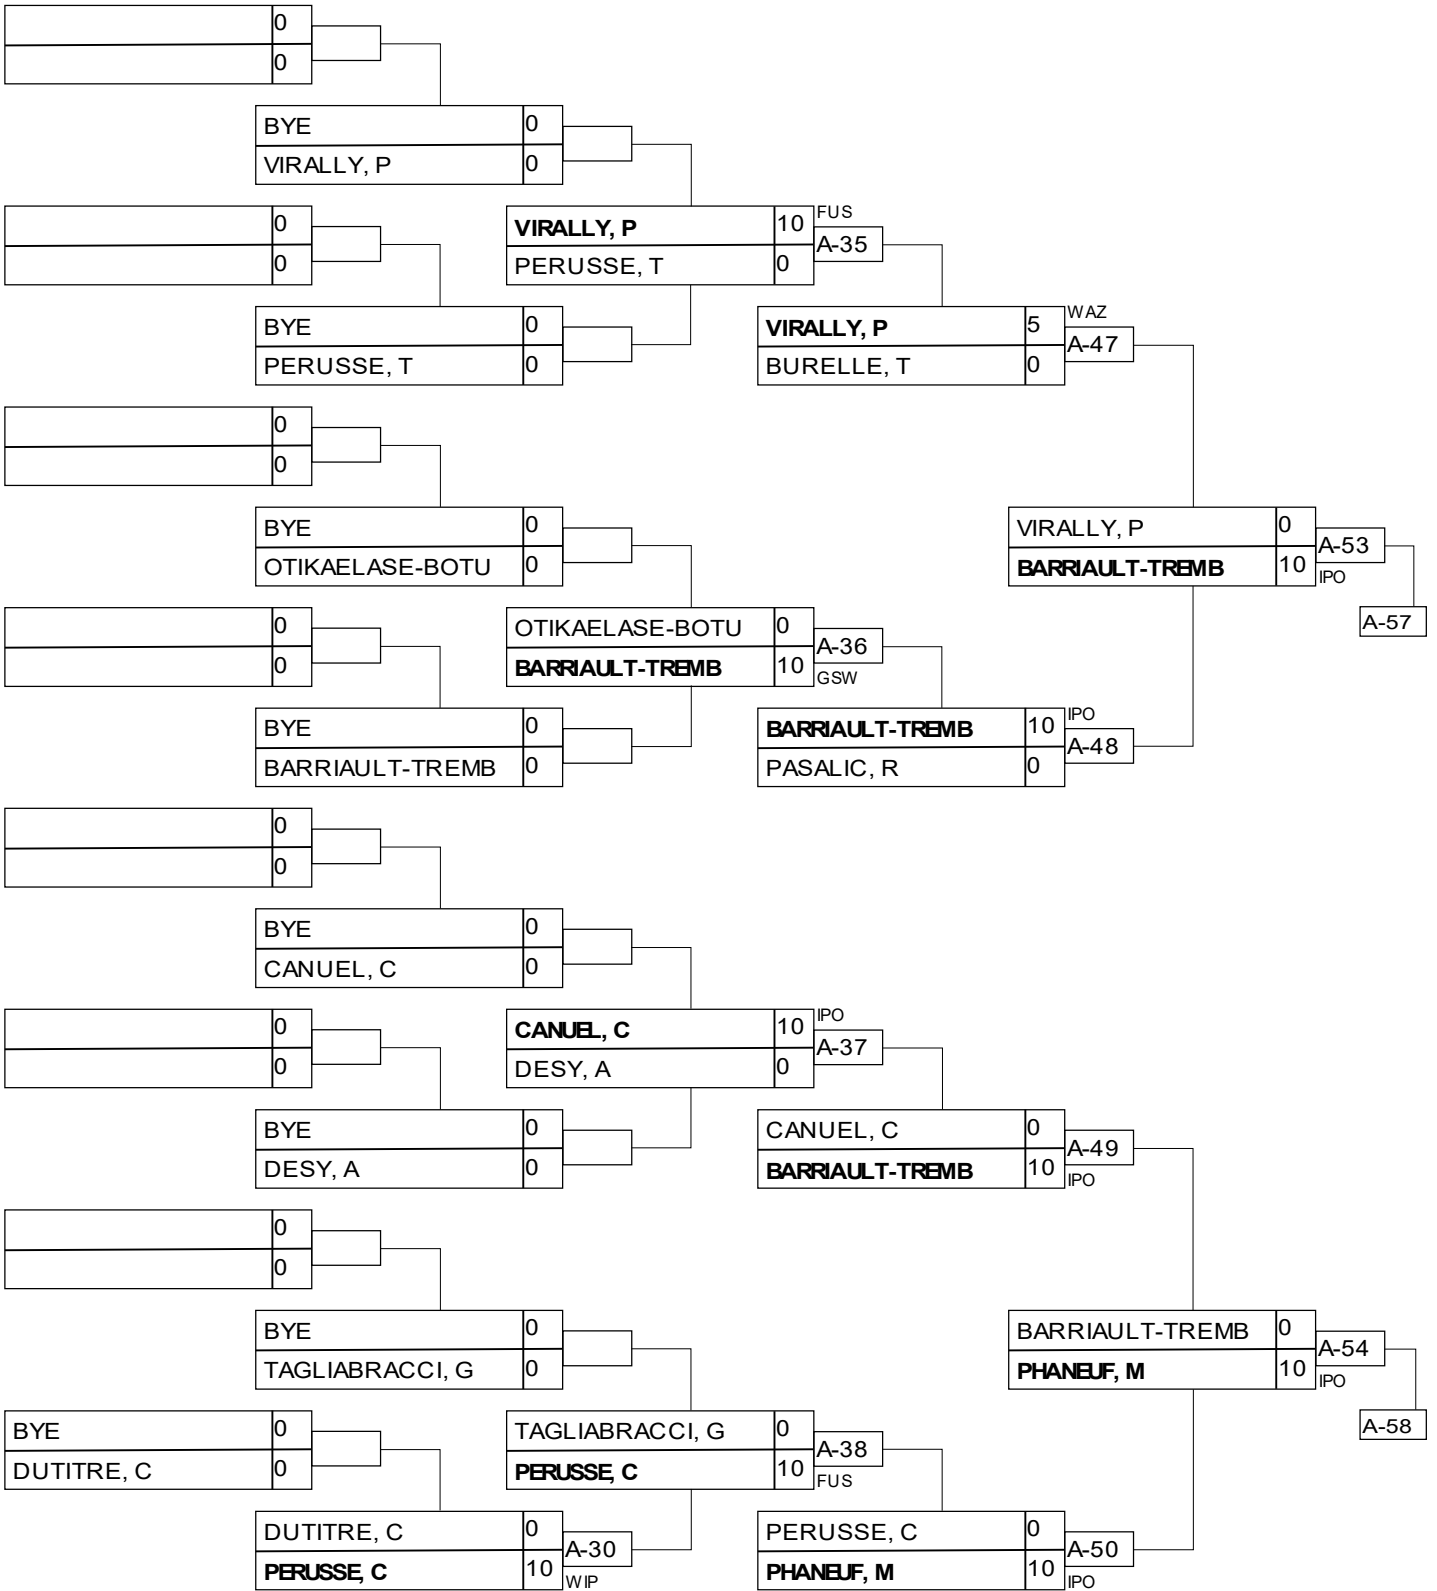 0
0
BYE 0
VIRALLY, P 0
0
0
VIRALLY, P 10 FUS
A-35
PERUSSE, T 0
BYE 0
PERUSSE, T 0
VIRALLY, P 5 WAZ
A-47
BURELLE, T 0
0
0
BYE 0
OTIKAELASE-BOTU 0
VIRALLY, P 0
A-53
BARRIAULT-TREMB 10 IPO
A-57
0
0
OTIKAELASE-BOTU 0
A-36
BARRIAULT-TREMB 10 GSW
BYE 0
BARRIAULT-TREMB 0
BARRIAULT-TREMB 10 IPO
A-48
PASALIC, R 0
0
0
BYE 0
CANUEL, C 0
0
0
CANUEL, C 10 IPO
A-37
DESY, A 0
BYE 0
DESY, A 0
CANUEL, C 0
A-49
BARRIAULT-TREMB 10 IPO
0
0
BYE 0
TAGLIABRACCI, G 0
BARRIAULT-TREMB 0
A-54
PHANEUF, M 10 IPO
A-58
BYE 0
DUTITRE, C 0
TAGLIABRACCI, G 0
A-38
PERUSSE, C 10 FUS
DUTITRE, C 0
A-30
PERUSSE, C 10 WIP
PERUSSE, C 0
A-50
PHANEUF, M 10 IPO